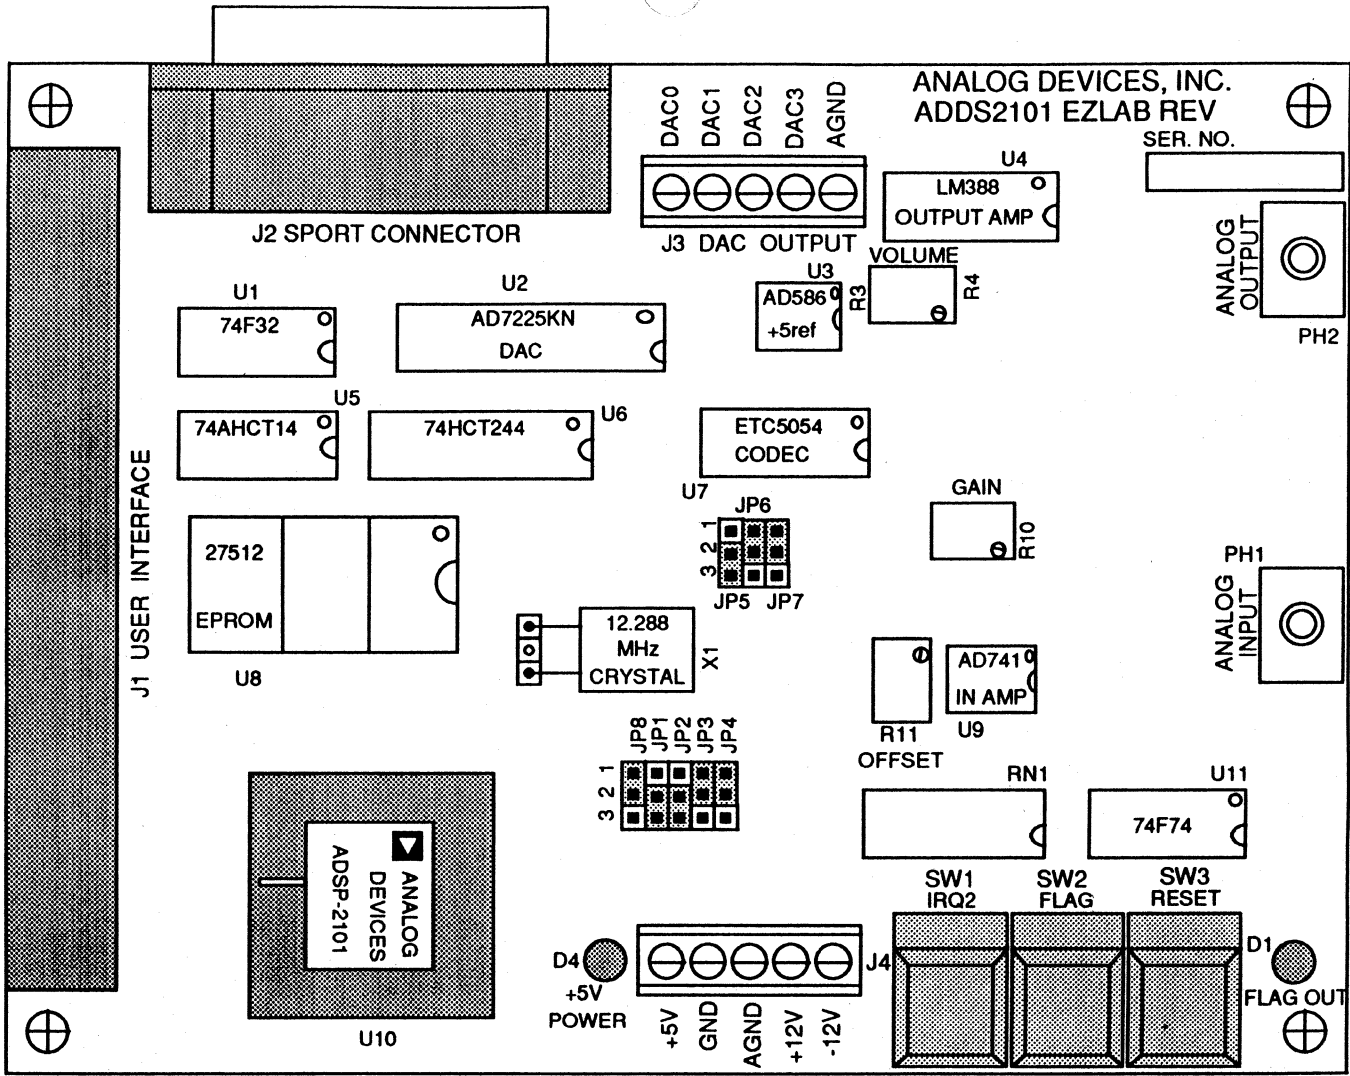 ANALOG DEVICES, INC.
ADDS2101 EZLAB REV
SER. NO.
DAC0
DAC1
DAC2
DAC3
AGND
J3 DAC OUTPUT
J2 SPORT CONNECTOR
U4
LM388
OUTPUT AMP
VOLUME
R3
R4
ANALOG
OUTPUT
PH2
U1
74F32
U2
AD7225KN
DAC
U3
AD586
+5ref
U5
74AHCT14
U6
74HCT244
ETC5054
CODEC
U7
J1 USER INTERFACE
27512
EPROM
U8
JP6
1
2
3
JP5
JP7
GAIN
R10
PH1
ANALOG
INPUT
12.288
MHz
CRYSTAL
X1
AD741
IN AMP
U9
R11
OFFSET
JP8
JP1
JP2
JP3
JP4
1
2
3
RN1
U11
74F74
ANALOG
DEVICES
ADSP-2101
U10
SW1
IRQ2
SW2
FLAG
SW3
RESET
D4
+5V
POWER
J4
+5V
GND
AGND
+12V
-12V
D1
FLAG OUT